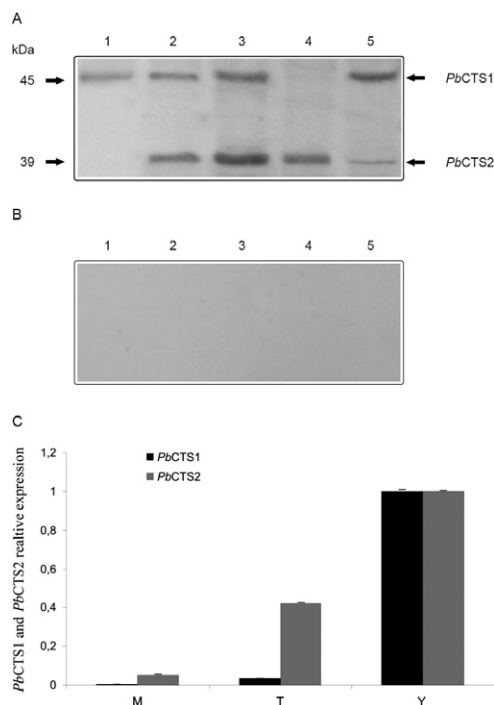 A
1 2 3 4 5
kDa
45 PbCTS1
39 PbCTS2
B
1 2 3 4 5
C
PbCTS1 and PbCTS2 realtive expression
1,2
1
0,8
0,6
0,4
0,2
0
PbCTS1
PbCTS2
M T Y